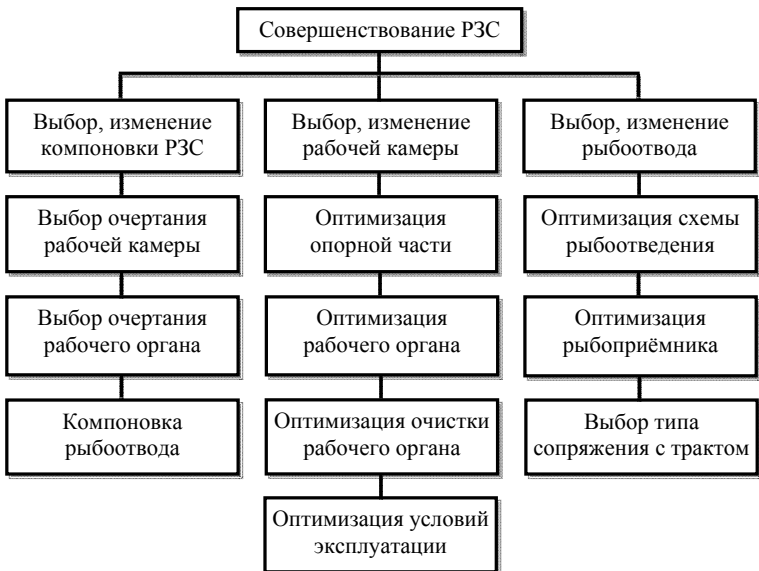 Совершенствование РЗС
Выбор, изменение
компоновки РЗС
Выбор очертания
рабочей камеры
Выбор очертания
рабочего органа
Компоновка
рыбоотвода
Выбор, изменение
рабочей камеры
Оптимизация
опорной части
Оптимизация
рабочего органа
Оптимизация очистки
рабочего органа
Оптимизация условий
эксплуатации
Выбор, изменение
рыбоотвода
Оптимизация схемы
рыбоотведения
Оптимизация
рыбоприёмника
Выбор типа
сопряжения с трактом